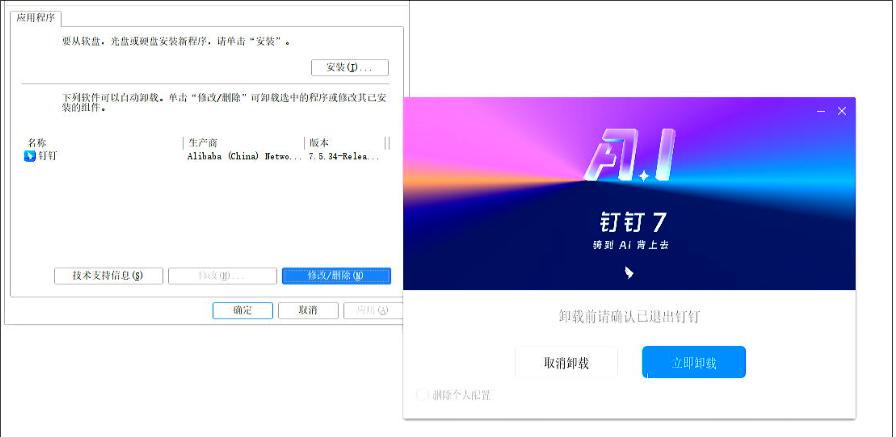 应用程序
要从软盘，光盘或硬盘安装新程序，请单击“安装”。
安装(I)...
下列软件可以自动卸载。单击“修改/删除”可卸载选中的程序或修改其已安
装的组件。
名称 生产商 版本
钉钉 Alibaba (China) Netwo... 7.5.34-Relea...
技术支持信息(S) 修改(M)... 修改/删除(N)
确定 取消 应用(A)
AI
钉钉 7
骑到 Ai 背上去
卸载前请确认已退出钉钉
取消卸载 立即卸载
删除个人配置